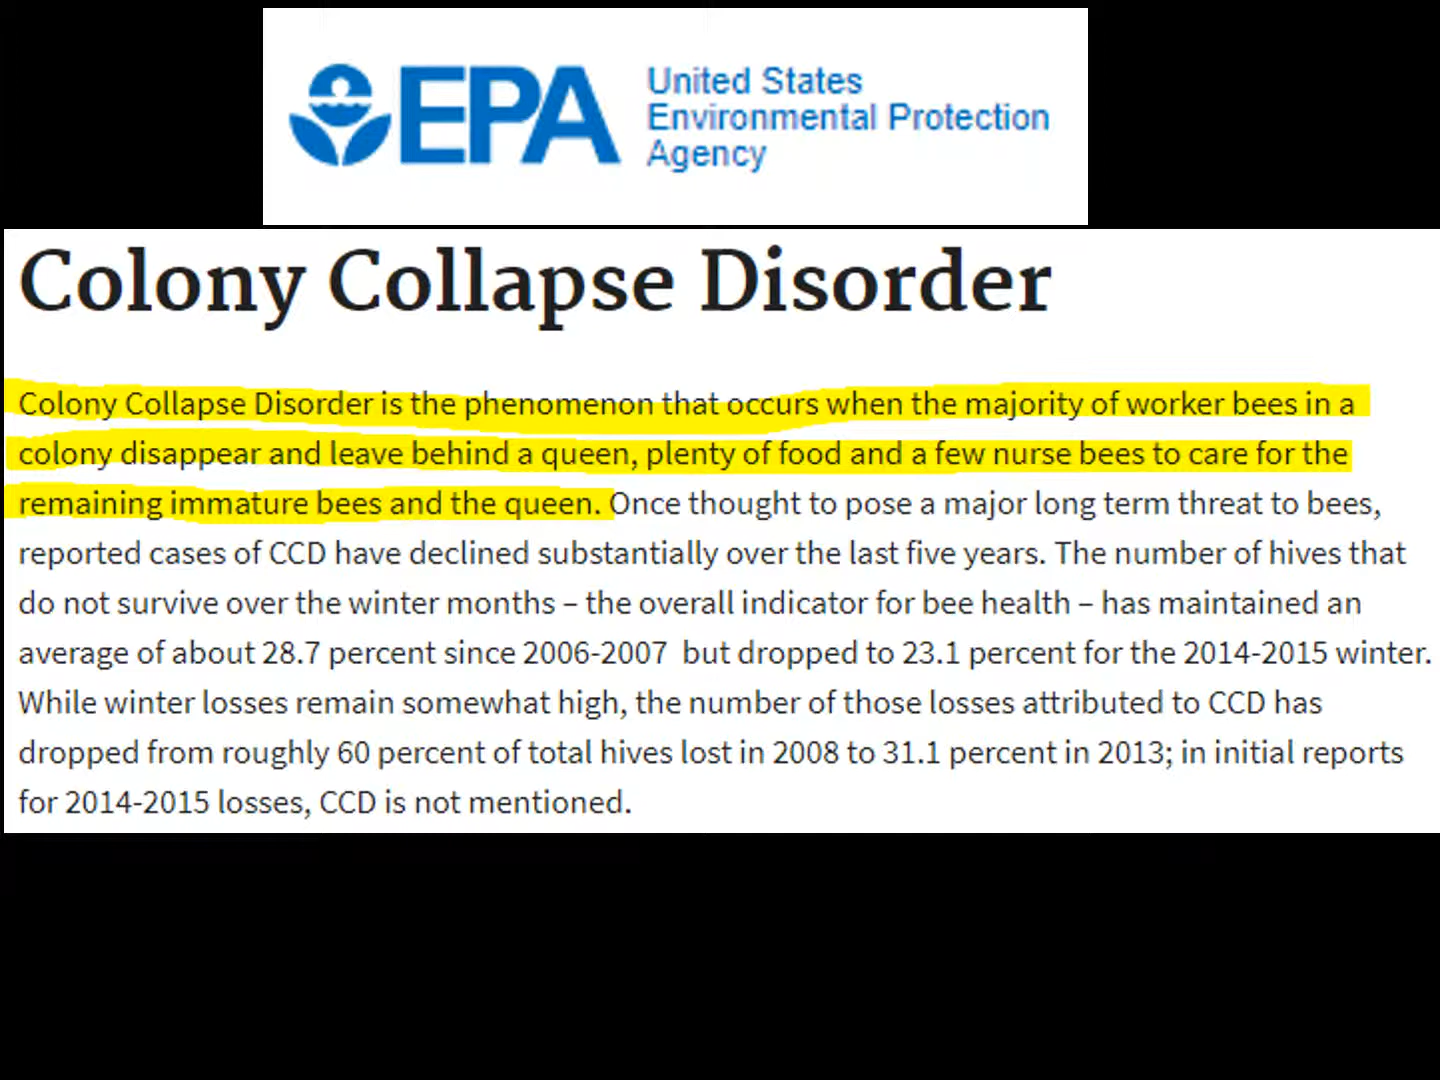 EPA
United States
Environmental Protection
Agency
Colony Collapse Disorder
Colony Collapse Disorder is the phenomenon that occurs when the majority of worker bees in a
colony disappear and leave behind a queen, plenty of food and a few nurse bees to care for the
remaining immature bees and the queen. Once thought to pose a major long term threat to bees,
reported cases of CCD have declined substantially over the last five years. The number of hives that
do not survive over the winter months – the overall indicator for bee health – has maintained an
average of about 28.7 percent since 2006-2007  but dropped to 23.1 percent for the 2014-2015 winter.
While winter losses remain somewhat high, the number of those losses attributed to CCD has
dropped from roughly 60 percent of total hives lost in 2008 to 31.1 percent in 2013; in initial reports
for 2014-2015 losses, CCD is not mentioned.